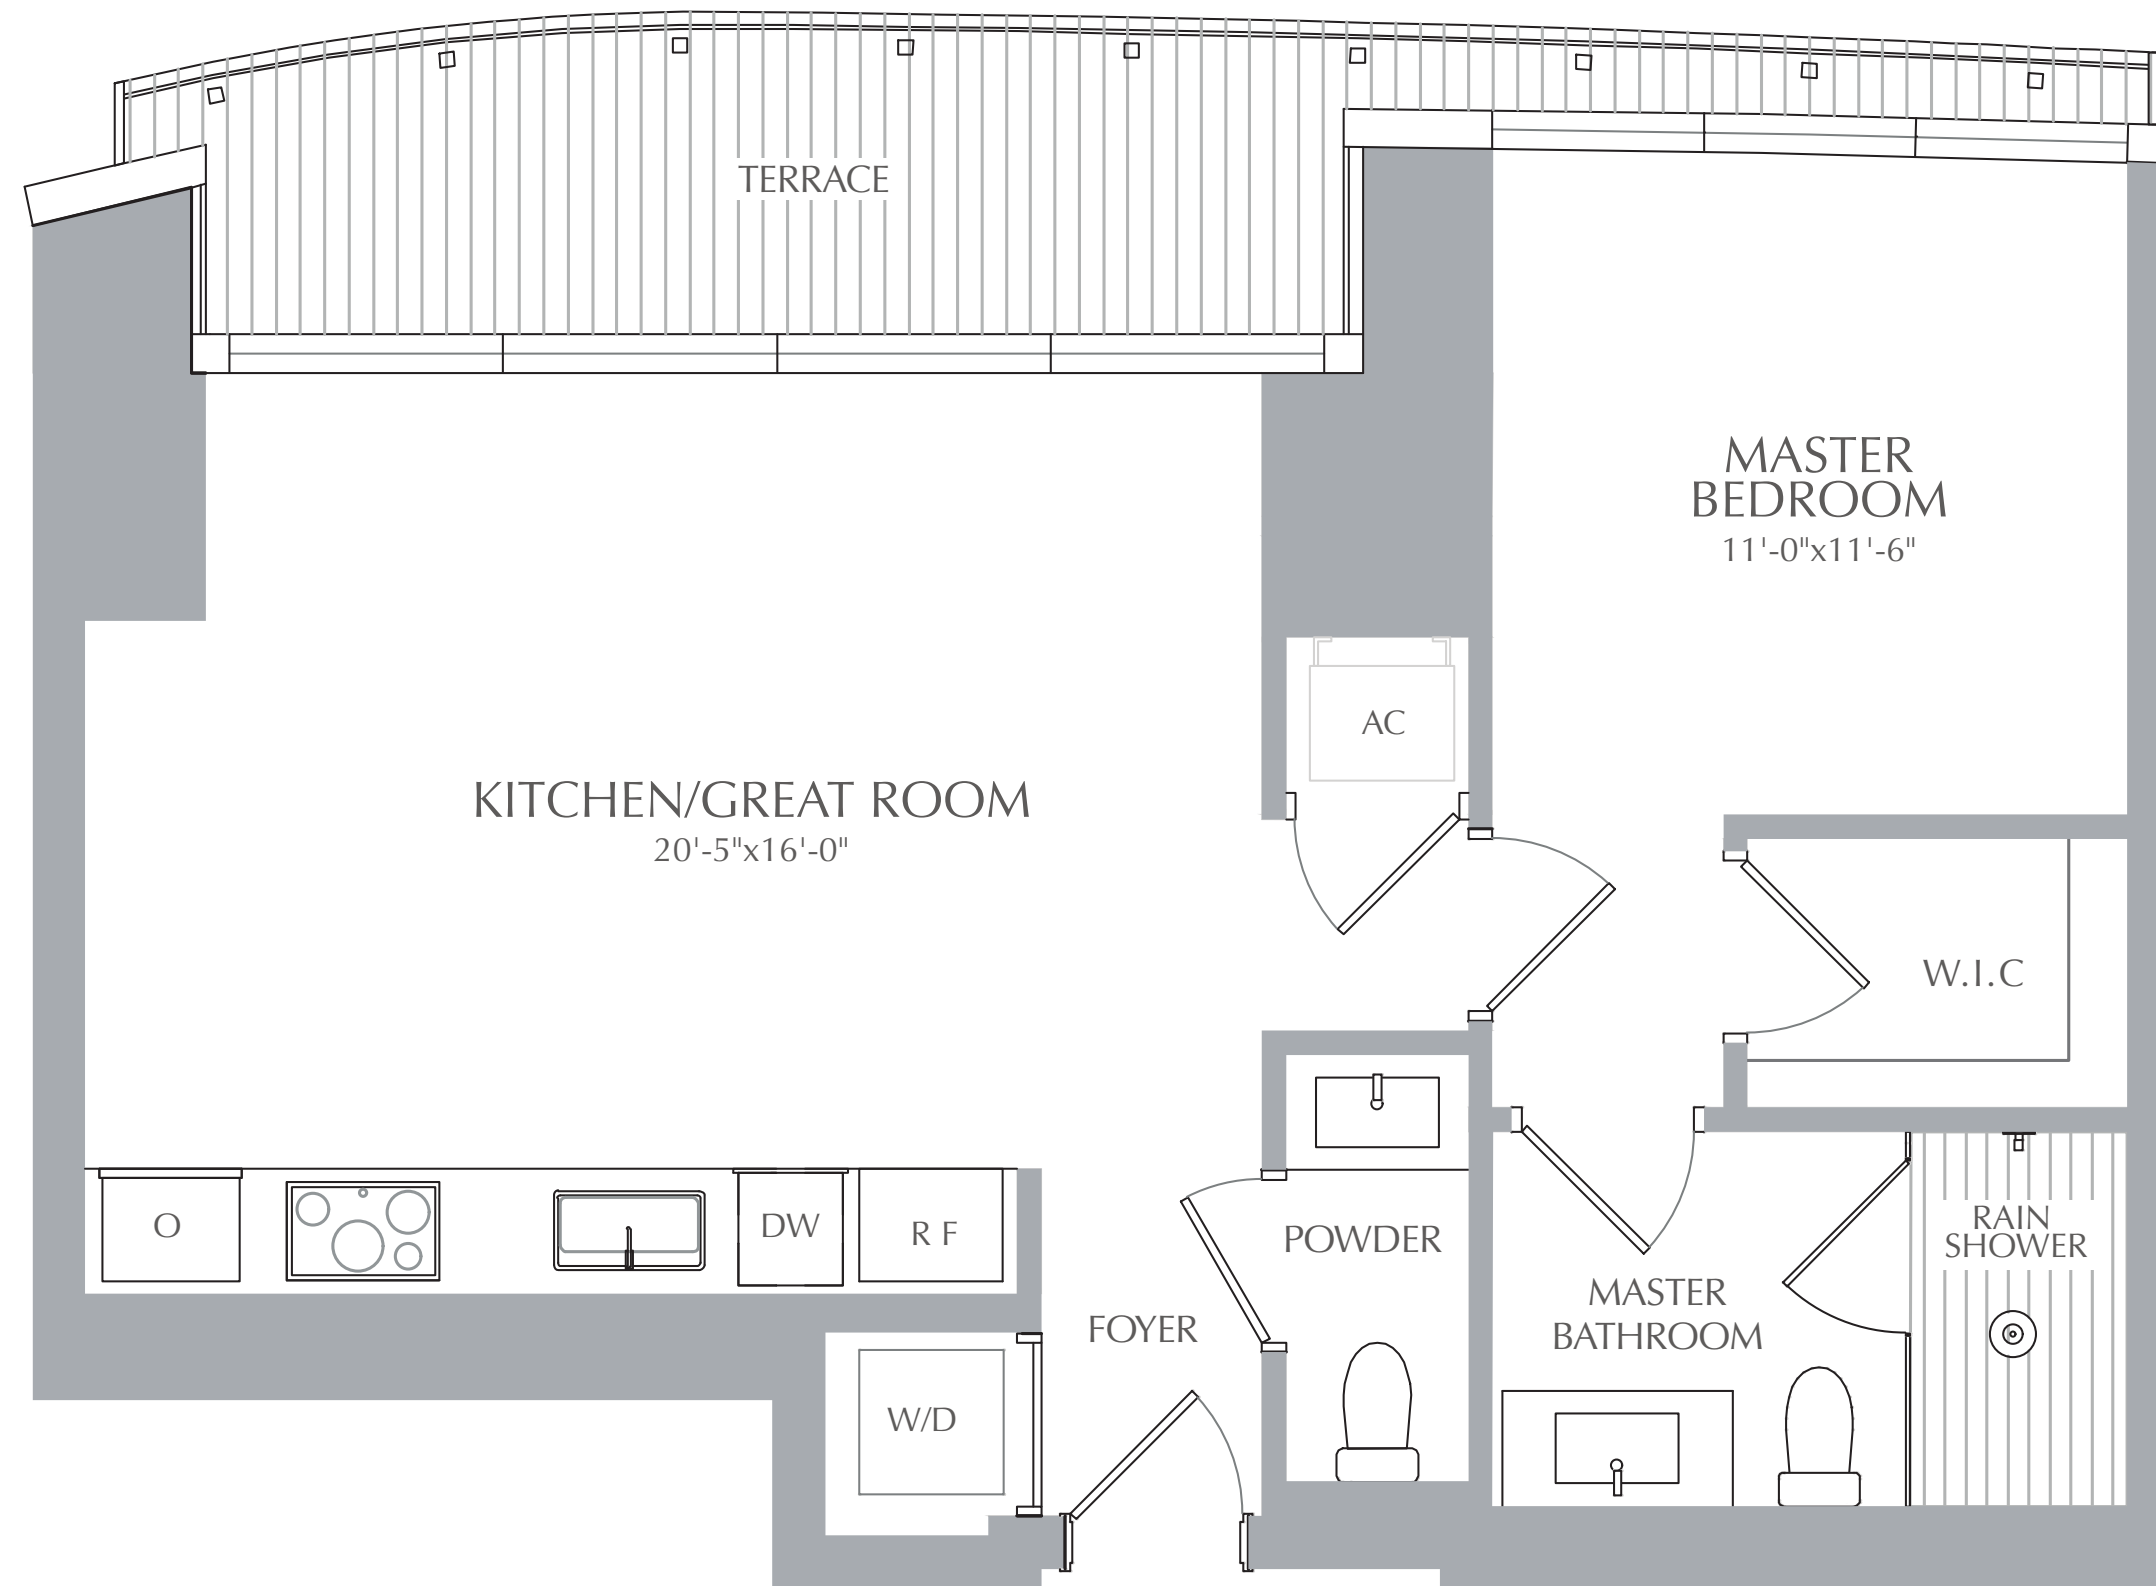 TERRACE
MASTER
BEDROOM
11'-0"x11'-6"
AC
KITCHEN/GREAT ROOM
20'-5"x16'-0"
W.I.C
O
DW
R F
POWDER
RAIN
SHOWER
FOYER
MASTER
BATHROOM
W/D